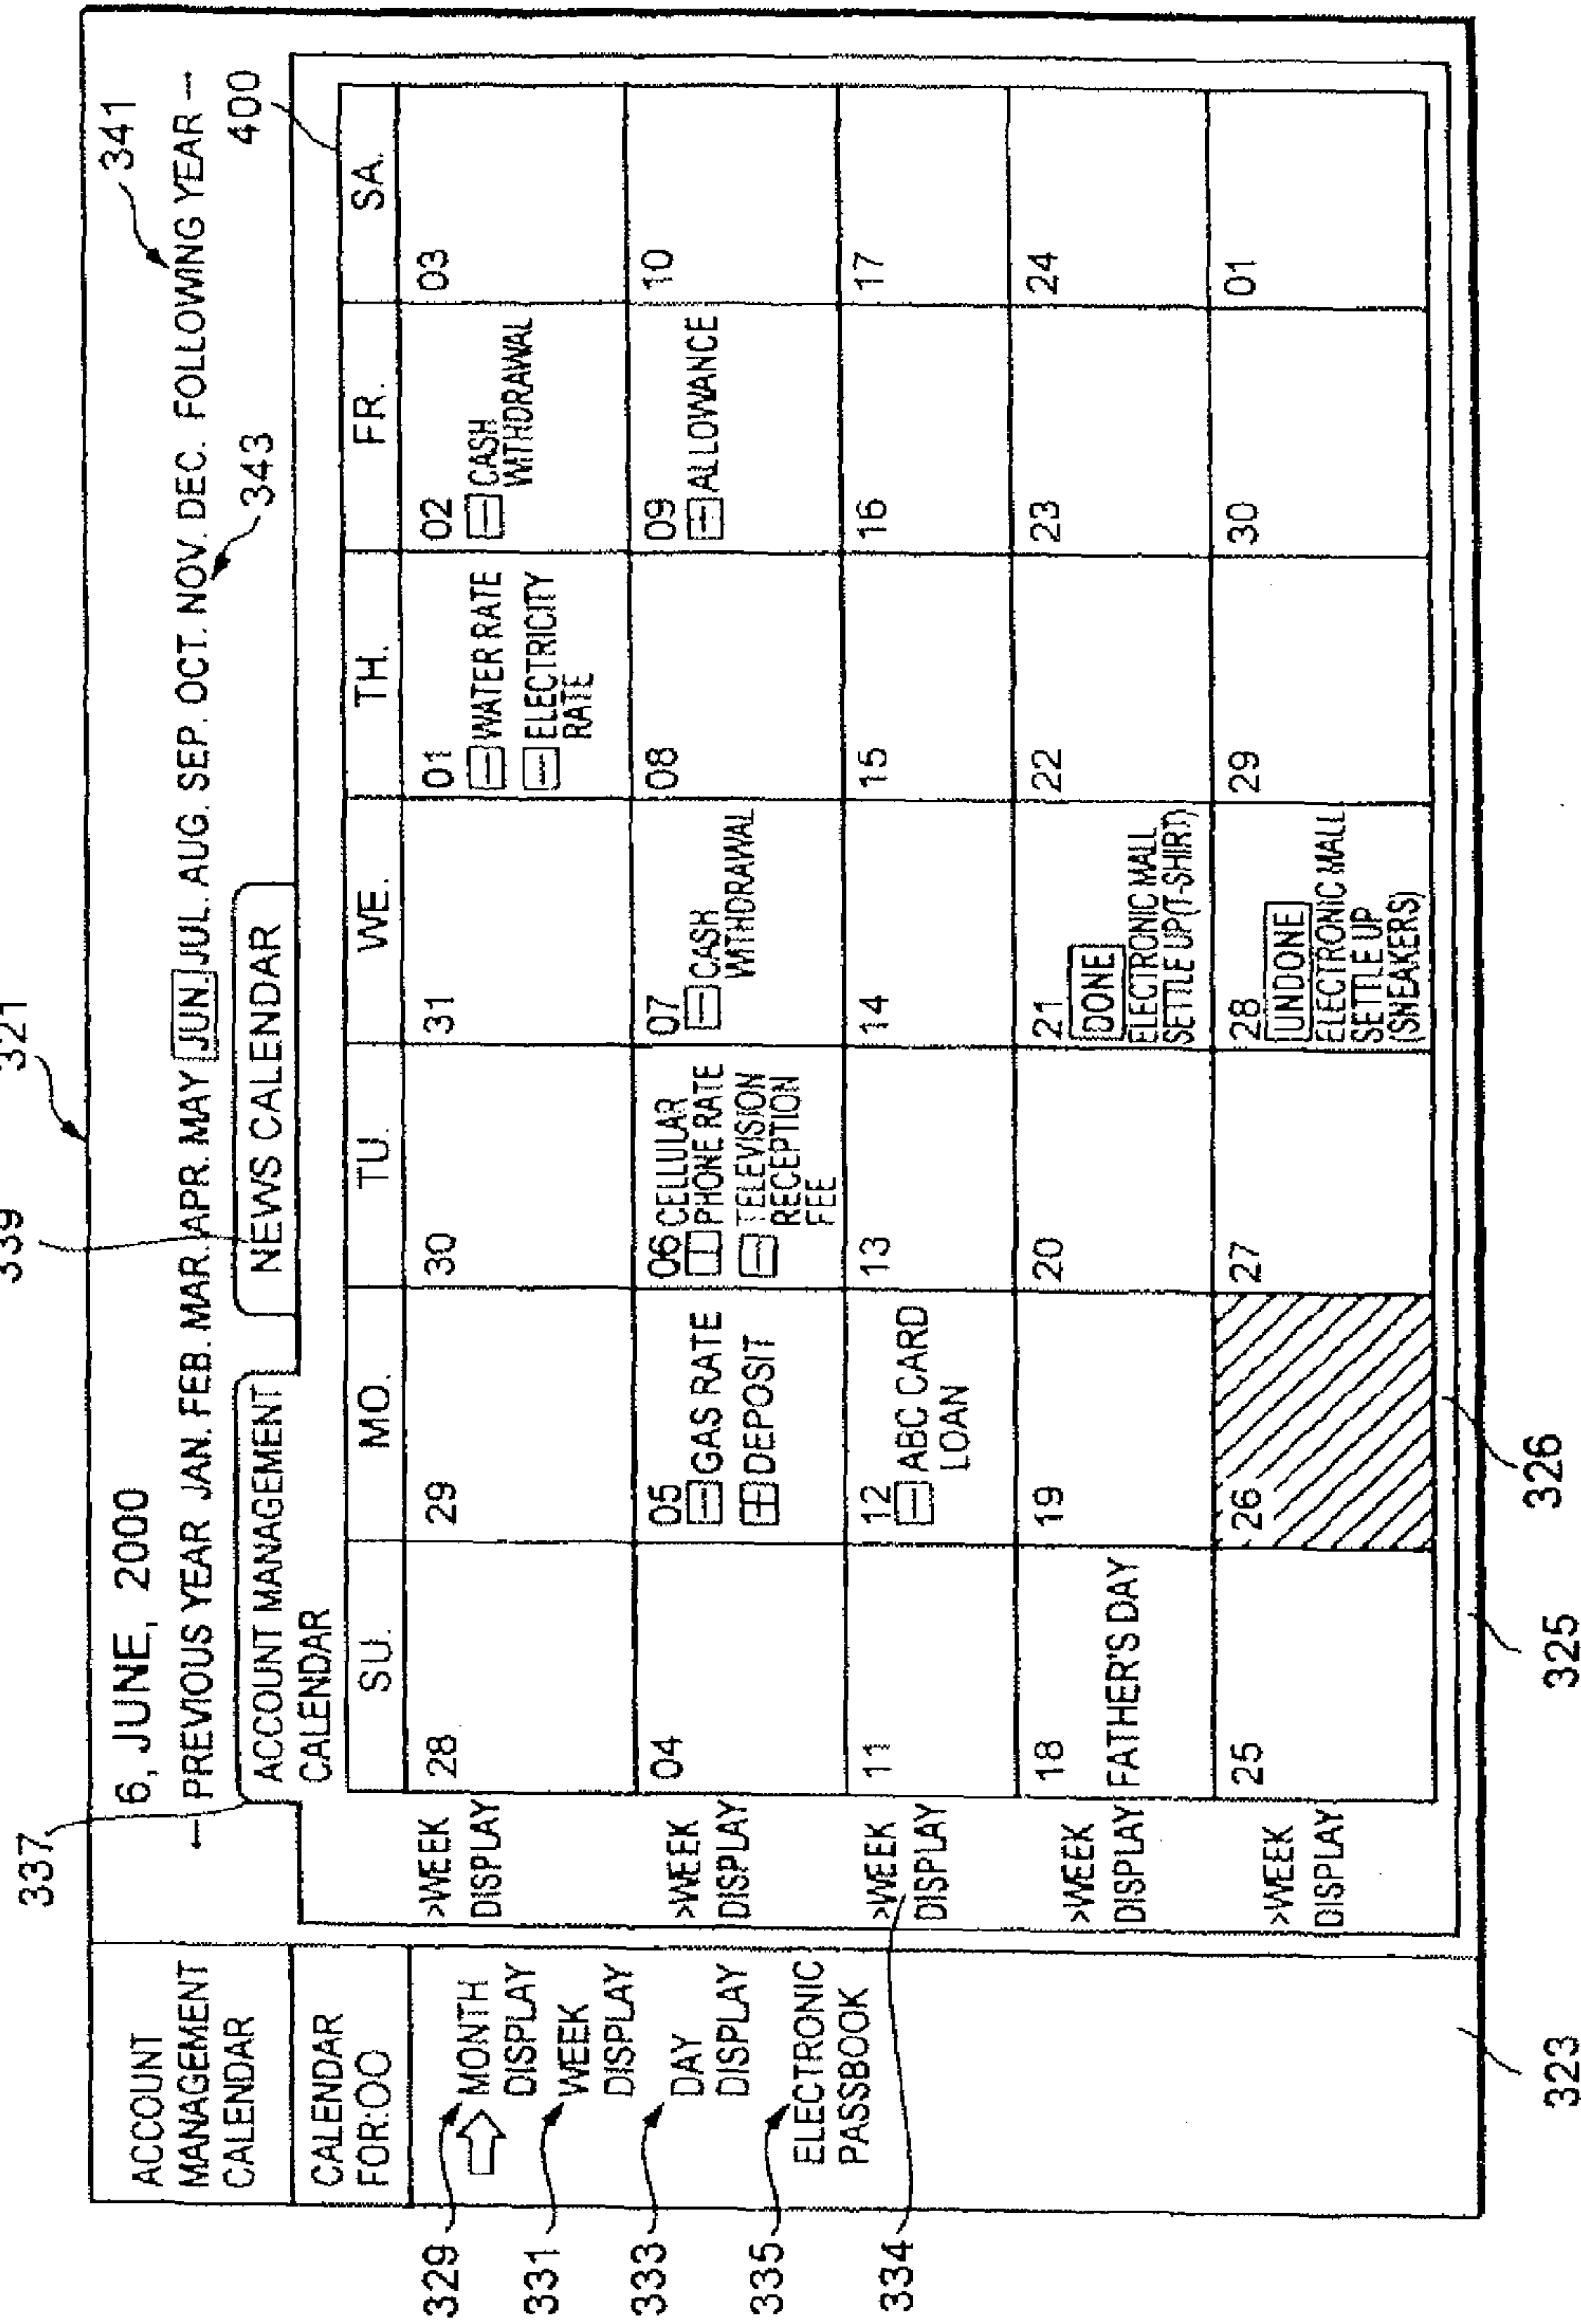 321
339
341
337
6, JUNE, 2000
← PREVIOUS YEAR JAN. FEB. MAR. APR. MAY JUN. JUL. AUG. SEP. OCT. NOV. DEC. FOLLOWING YEAR →
343
400
ACCOUNT MANAGEMENT
CALENDAR
NEWS CALENDAR
ACCOUNT
MANAGEMENT
CALENDAR
CALENDAR
FOR:OO
329
MONTH
DISPLAY
331
WEEK
DISPLAY
333
DAY
DISPLAY
335
ELECTRONIC
PASSBOOK
334
SU. MO. TU. WE. TH. FR. SA.
>WEEK
DISPLAY
28
29
30
31
01
WATER RATE
ELECTRICITY
RATE
02
CASH
WITHDRAWAL
03
>WEEK
DISPLAY
04
05
GAS RATE
DEPOSIT
06 CELLULAR
PHONE RATE
TELEVISION
RECEPTION
FEE
07
CASH
WITHDRAWAL
08
09
ALLOWANCE
10
>WEEK
DISPLAY
11
12
ABC CARD
LOAN
13
14
15
16
17
>WEEK
DISPLAY
18
FATHER'S DAY
19
20
21
DONE
ELECTRONIC MALL
SETTLE UP(T-SHIRT)
22
23
24
>WEEK
DISPLAY
25
26
27
28
UNDONE
ELECTRONIC MALL
SETTLE UP
(SNEAKERS)
29
30
01
323
325
326